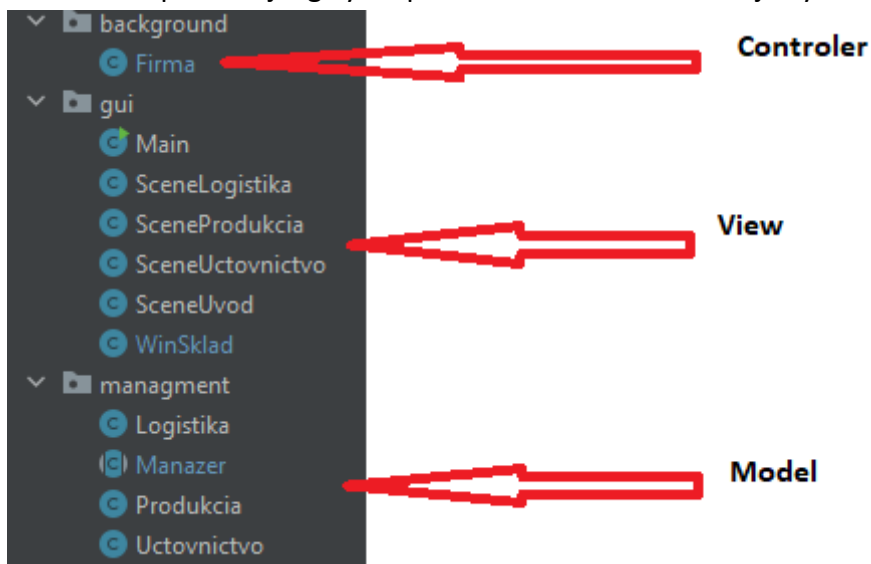 background
Firma
Controler
gui
Main
SceneLogistika
SceneProdukcia
View
SceneUctovnictvo
SceneUvod
WinSklad
managment
Logistika
Manazer
Model
Produkcia
Uctovnictvo